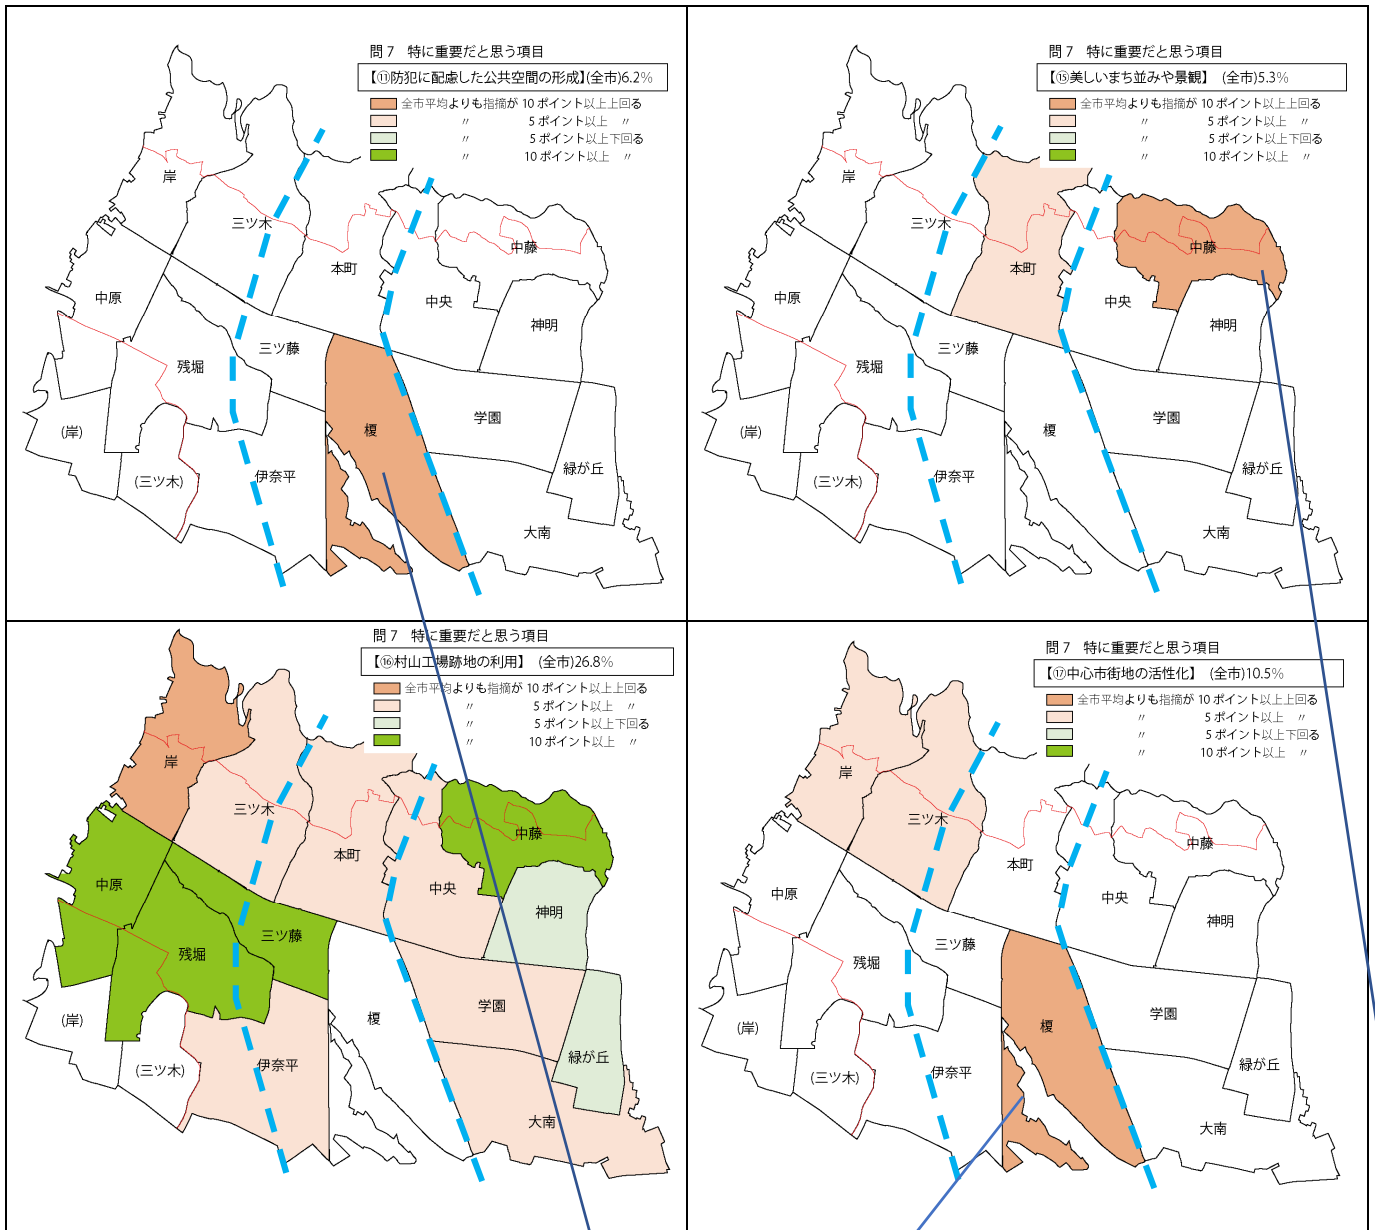 問７　特に重要だと思う項目
【⑬防犯に配慮した公共空間の形成】(全市)6.2％
全市平均よりも指摘が 10 ポイント以上上回る
〃　5 ポイント以上　〃
〃　5 ポイント以上下回る
〃　10 ポイント以上　〃
岸
三ツ木
中藤
本町
中原
中央
神明
三ツ藤
残堀
学園
榎
(岸)
緑が丘
伊奈平
(三ツ木)
大南
問７　特に重要だと思う項目
【⑮美しいまち並みや景観】　(全市)5.3％
全市平均よりも指摘が 10 ポイント以上上回る
〃　5 ポイント以上　〃
〃　5 ポイント以上下回る
〃　10 ポイント以上　〃
岸
三ツ木
中藤
本町
中原
中央
神明
三ツ藤
残堀
学園
榎
(岸)
緑が丘
伊奈平
(三ツ木)
大南
問７　特に重要だと思う項目
【⑯村山工場跡地の利用】　(全市)26.8％
全市平均よりも指摘が 10 ポイント以上上回る
〃　5 ポイント以上　〃
〃　5 ポイント以上下回る
〃　10 ポイント以上　〃
岸
三ツ木
中藤
本町
中原
中央
神明
三ツ藤
残堀
学園
榎
(岸)
緑が丘
伊奈平
(三ツ木)
大南
問７　特に重要だと思う項目
【⑰中心市街地の活性化】　(全市)10.5％
全市平均よりも指摘が 10 ポイント以上上回る
〃　5 ポイント以上　〃
〃　5 ポイント以上下回る
〃　10 ポイント以上　〃
岸
三ツ木
中藤
本町
中原
中央
神明
三ツ藤
残堀
学園
榎
(岸)
緑が丘
伊奈平
(三ツ木)
大南